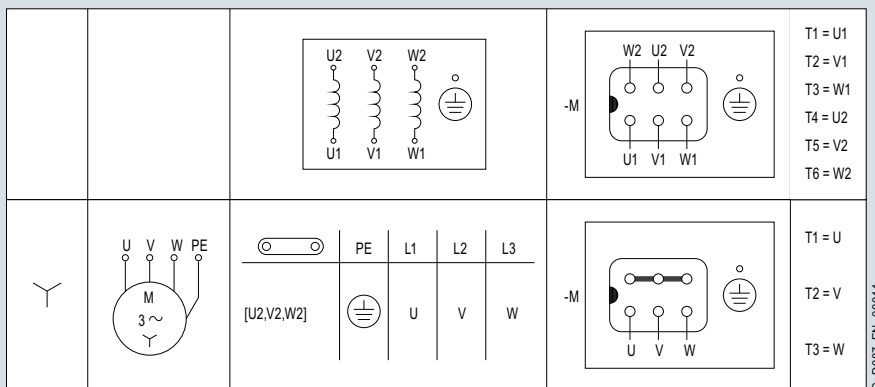 U2 V2 W2
U1 V1 W1
-M
W2 U2 V2
U1 V1 W1
T1 = U1
T2 = V1
T3 = W1
T4 = U2
T5 = V2
T6 = W2
U V W PE
M
3 ~
PE L1 L2 L3
[U2,V2,W2] U V W
-M
U V W
T1 = U
T2 = V
T3 = W